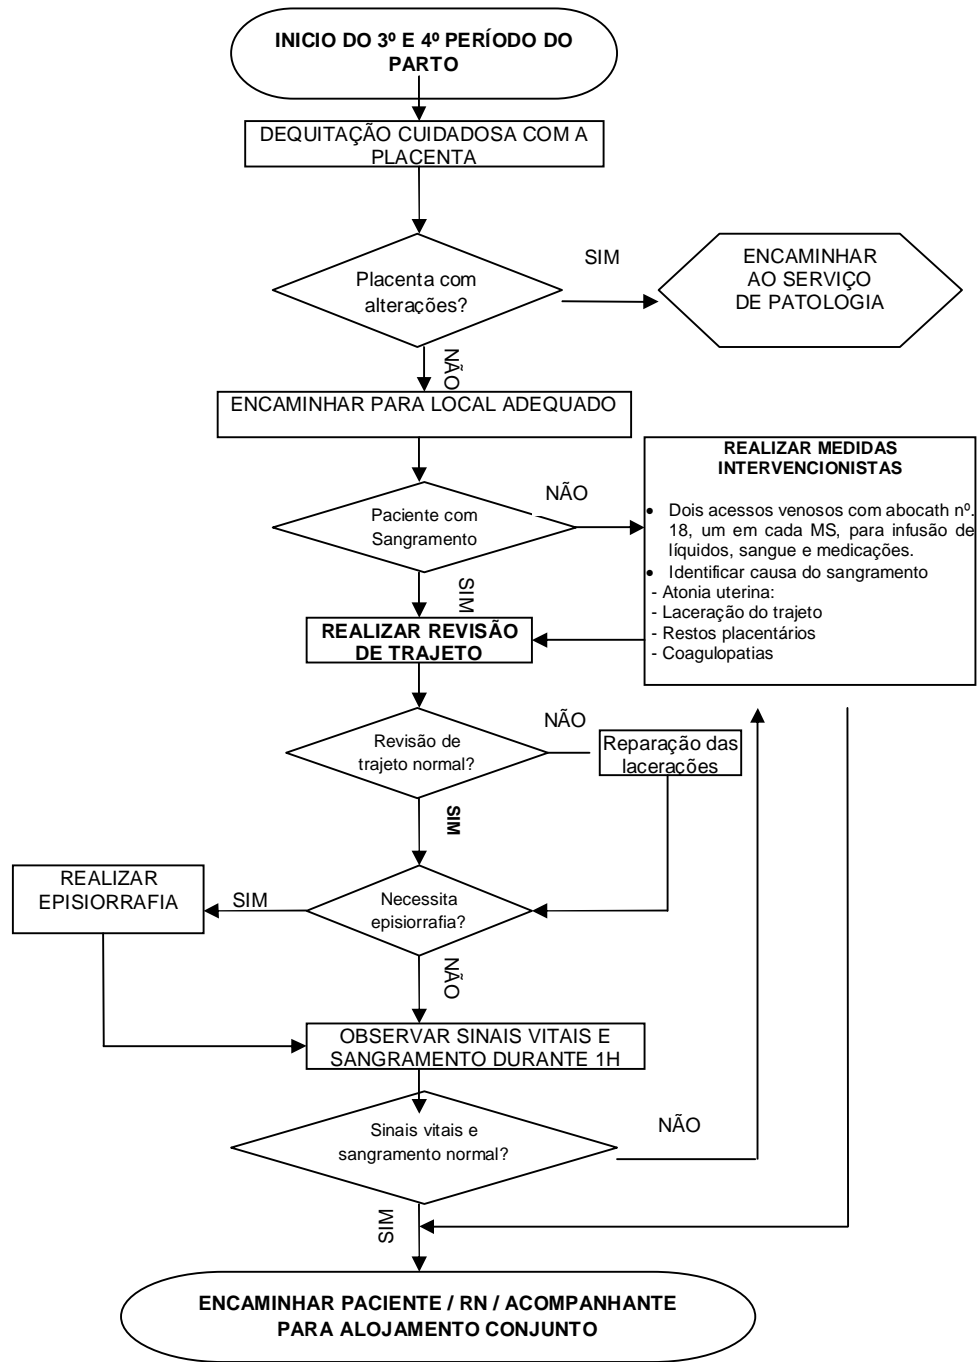 INICIO DO 3º E 4º PERÍODO DO
PARTO
DEQUITAÇÃO CUIDADOSA COM A
PLACENTA
Placenta com
alterações?
SIM
ENCAMINHAR
AO SERVIÇO
DE PATOLOGIA
NÃO
ENCAMINHAR PARA LOCAL ADEQUADO
Paciente com
Sangramento
NÃO
REALIZAR MEDIDAS
INTERVENCIONISTAS
• Dois acessos venosos com abocath nº.
18, um em cada MS, para infusão de
líquidos, sangue e medicações.
• Identificar causa do sangramento
- Atonia uterina:
- Laceração do trajeto
- Restos placentários
- Coagulopatias
SIM
REALIZAR REVISÃO
DE TRAJETO
Revisão de
trajeto normal?
NÃO
Reparação das
lacerações
SIM
Necessita
episiorrafia?
SIM
REALIZAR
EPISIORRAFIA
NÃO
OBSERVAR SINAIS VITAIS E
SANGRAMENTO DURANTE 1H
Sinais vitais e
sangramento normal?
NÃO
SIM
ENCAMINHAR PACIENTE / RN / ACOMPANHANTE
PARA ALOJAMENTO CONJUNTO